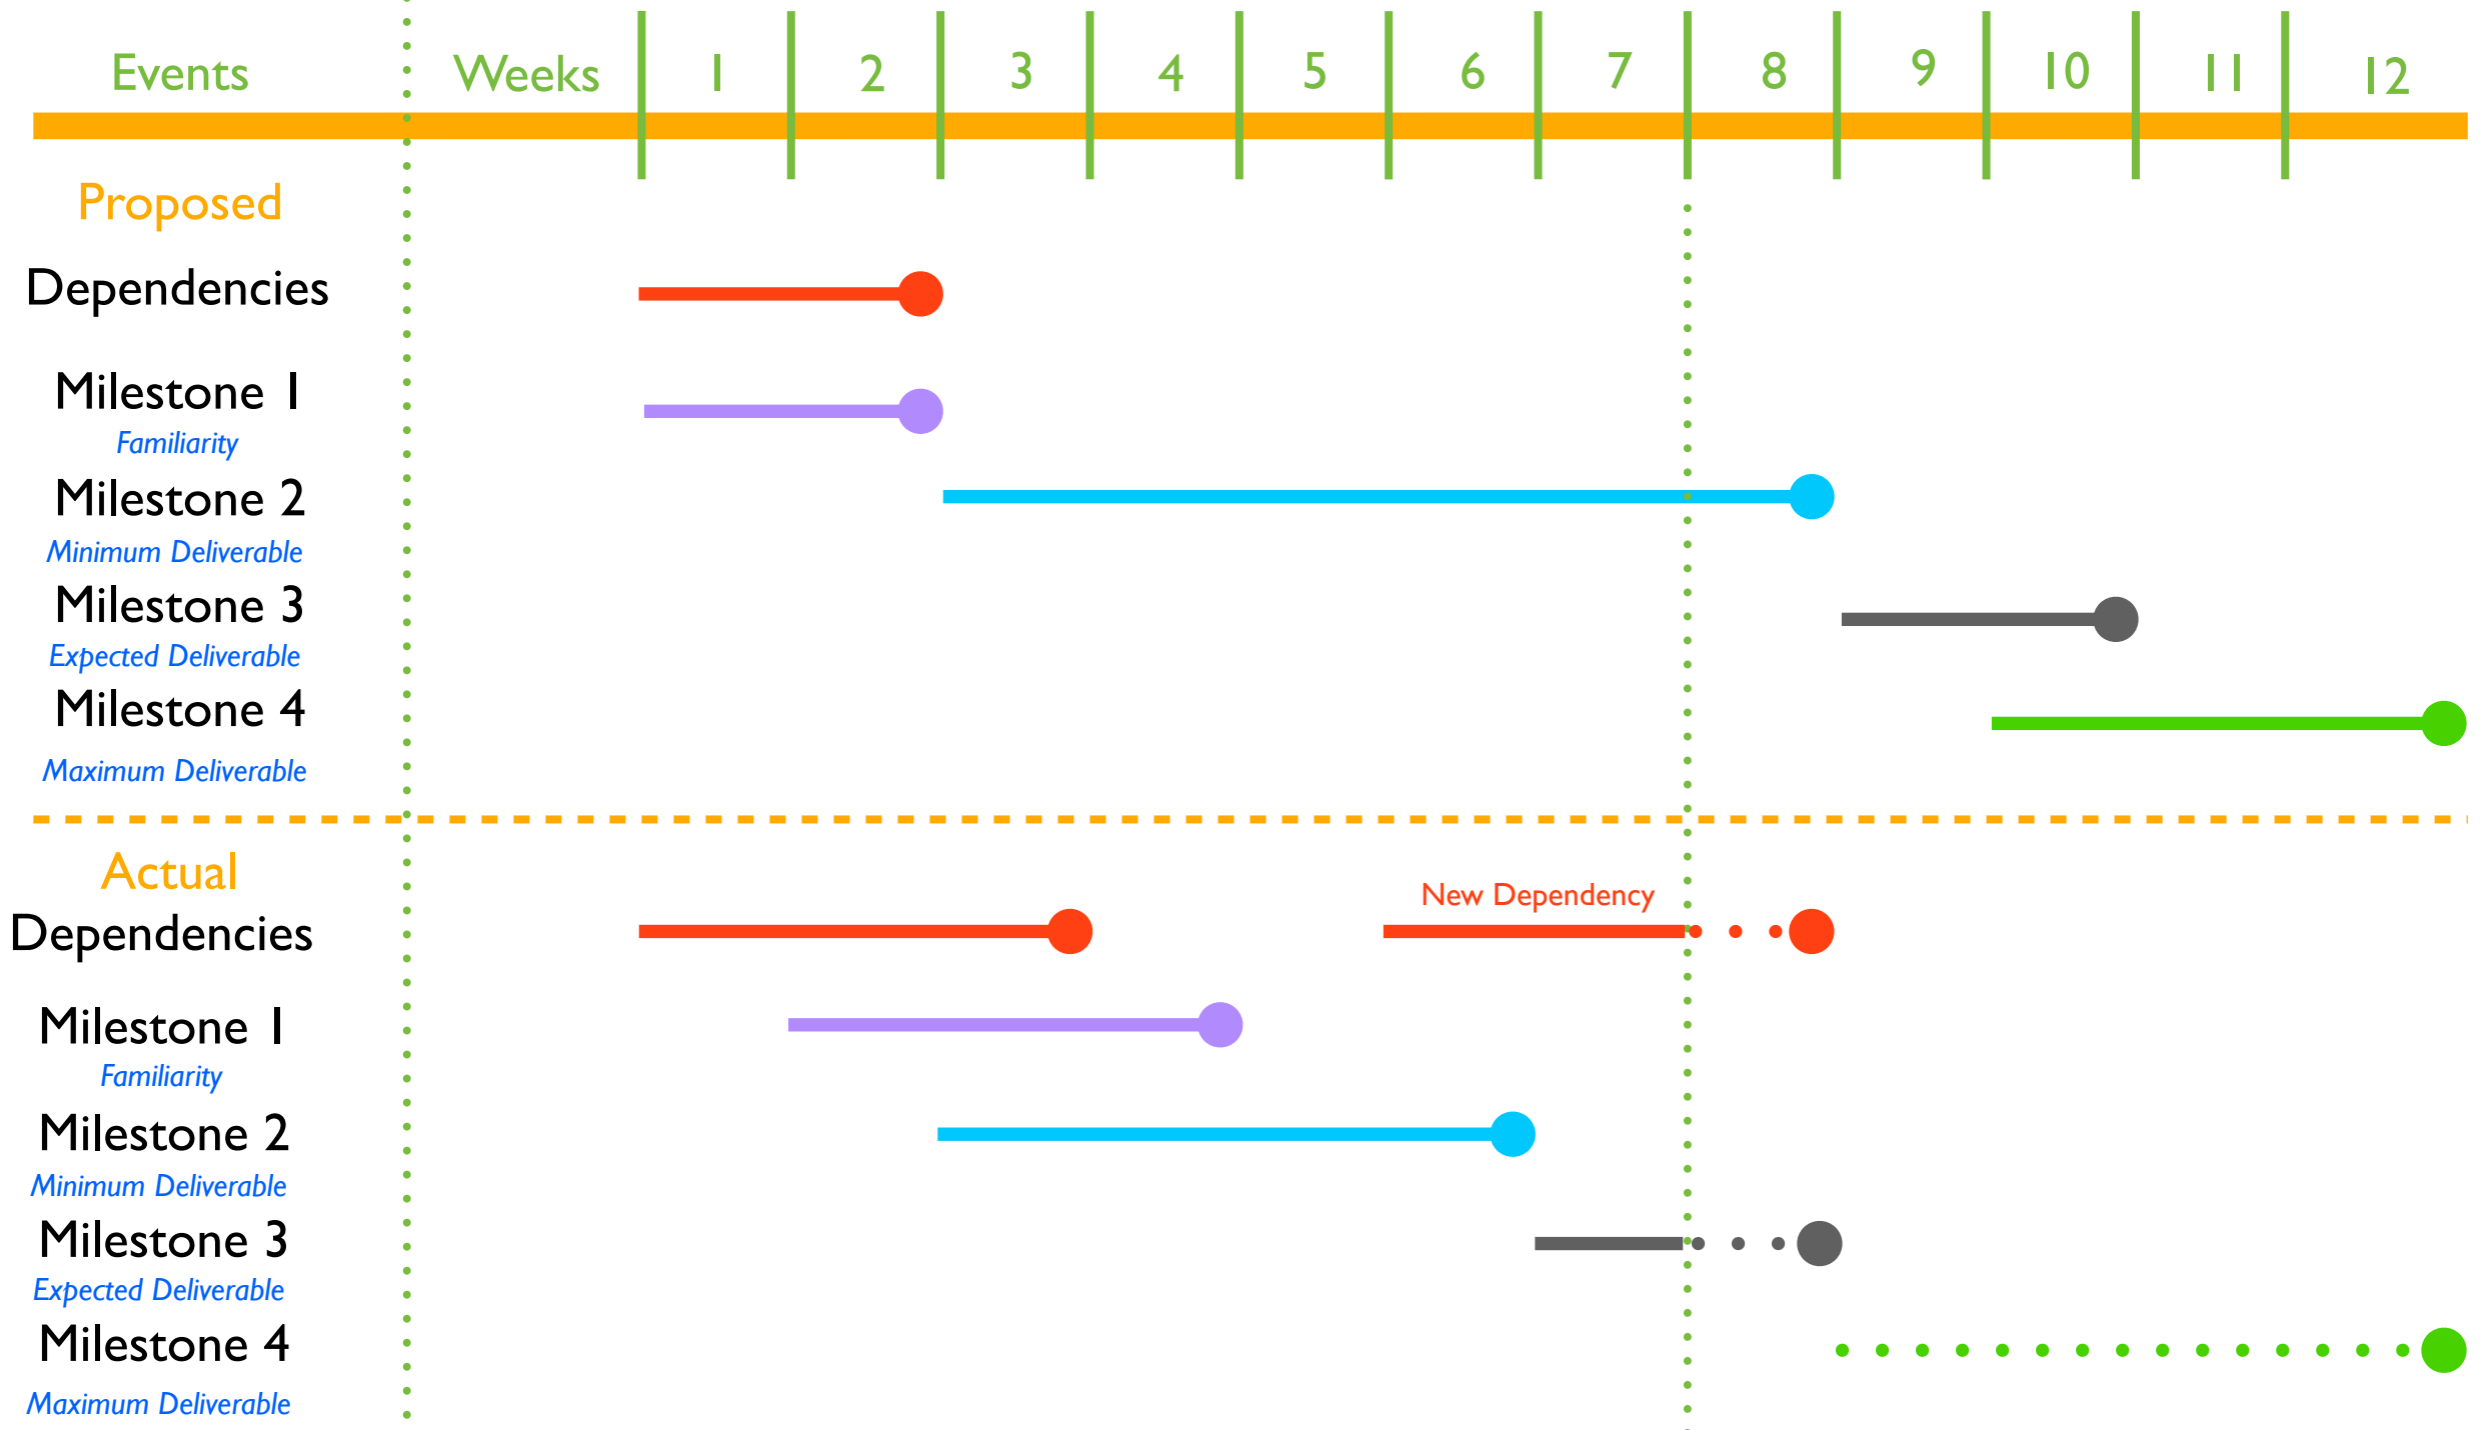 Events Weeks 1 2 3 4 5 6 7 8 9 10 11 12
Proposed
Dependencies
Milestone 1
Familiarity
Milestone 2
Minimum Deliverable
Milestone 3
Expected Deliverable
Milestone 4
Maximum Deliverable
Actual
New Dependency
Dependencies
Milestone 1
Familiarity
Milestone 2
Minimum Deliverable
Milestone 3
Expected Deliverable
Milestone 4
Maximum Deliverable